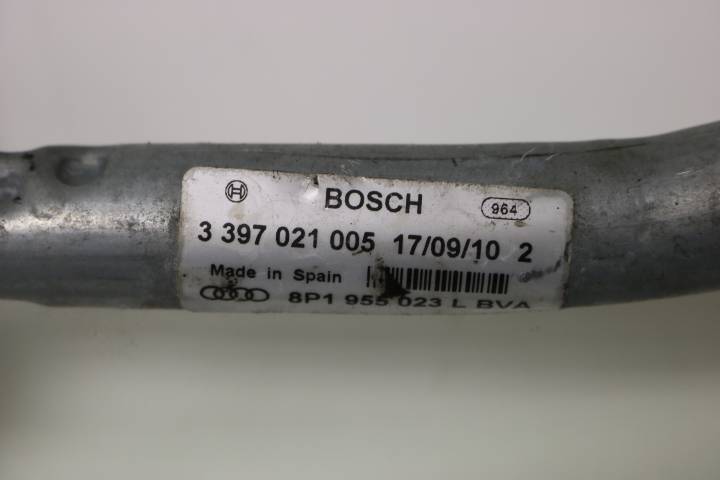 BOSCH
964
3 397 021 005 17/09/10 2
Made in Spain
8P1 955 023 L BVA